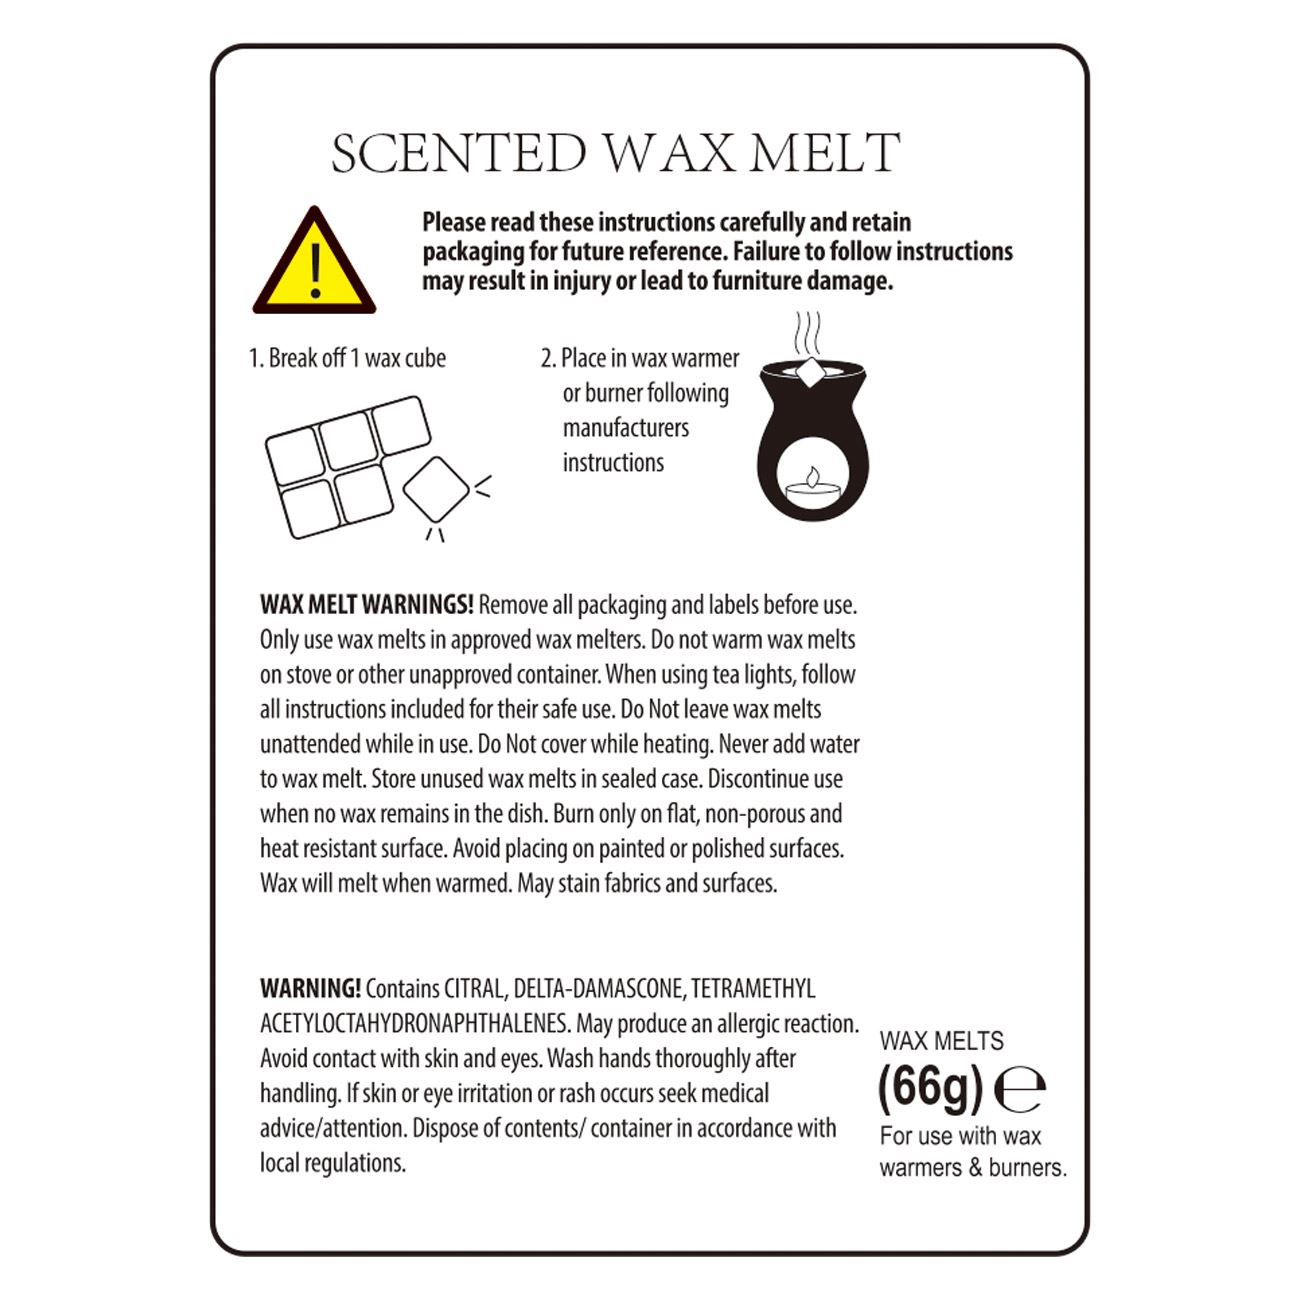 SCENTED WAX MELT
Please read these instructions carefully and retain
packaging for future reference. Failure to follow instructions
may result in injury or lead to furniture damage.
1. Break off 1 wax cube
2. Place in wax warmer
or burner following
manufacturers
instructions
WAX MELT WARNINGS! Remove all packaging and labels before use.
Only use wax melts in approved wax melters. Do not warm wax melts
on stove or other unapproved container. When using tea lights, follow
all instructions included for their safe use. Do Not leave wax melts
unattended while in use. Do Not cover while heating. Never add water
to wax melt. Store unused wax melts in sealed case. Discontinue use
when no wax remains in the dish. Burn only on flat, non-porous and
heat resistant surface. Avoid placing on painted or polished surfaces.
Wax will melt when warmed. May stain fabrics and surfaces.
WARNING! Contains CITRAL, DELTA-DAMASCONE, TETRAMETHYL
ACETYLOCTAHYDRONAPHTHALENES. May produce an allergic reaction.
Avoid contact with skin and eyes. Wash hands thoroughly after
handling. If skin or eye irritation or rash occurs seek medical
advice/attention. Dispose of contents/ container in accordance with
local regulations.
WAX MELTS
(66g) ℮
For use with wax
warmers & burners.